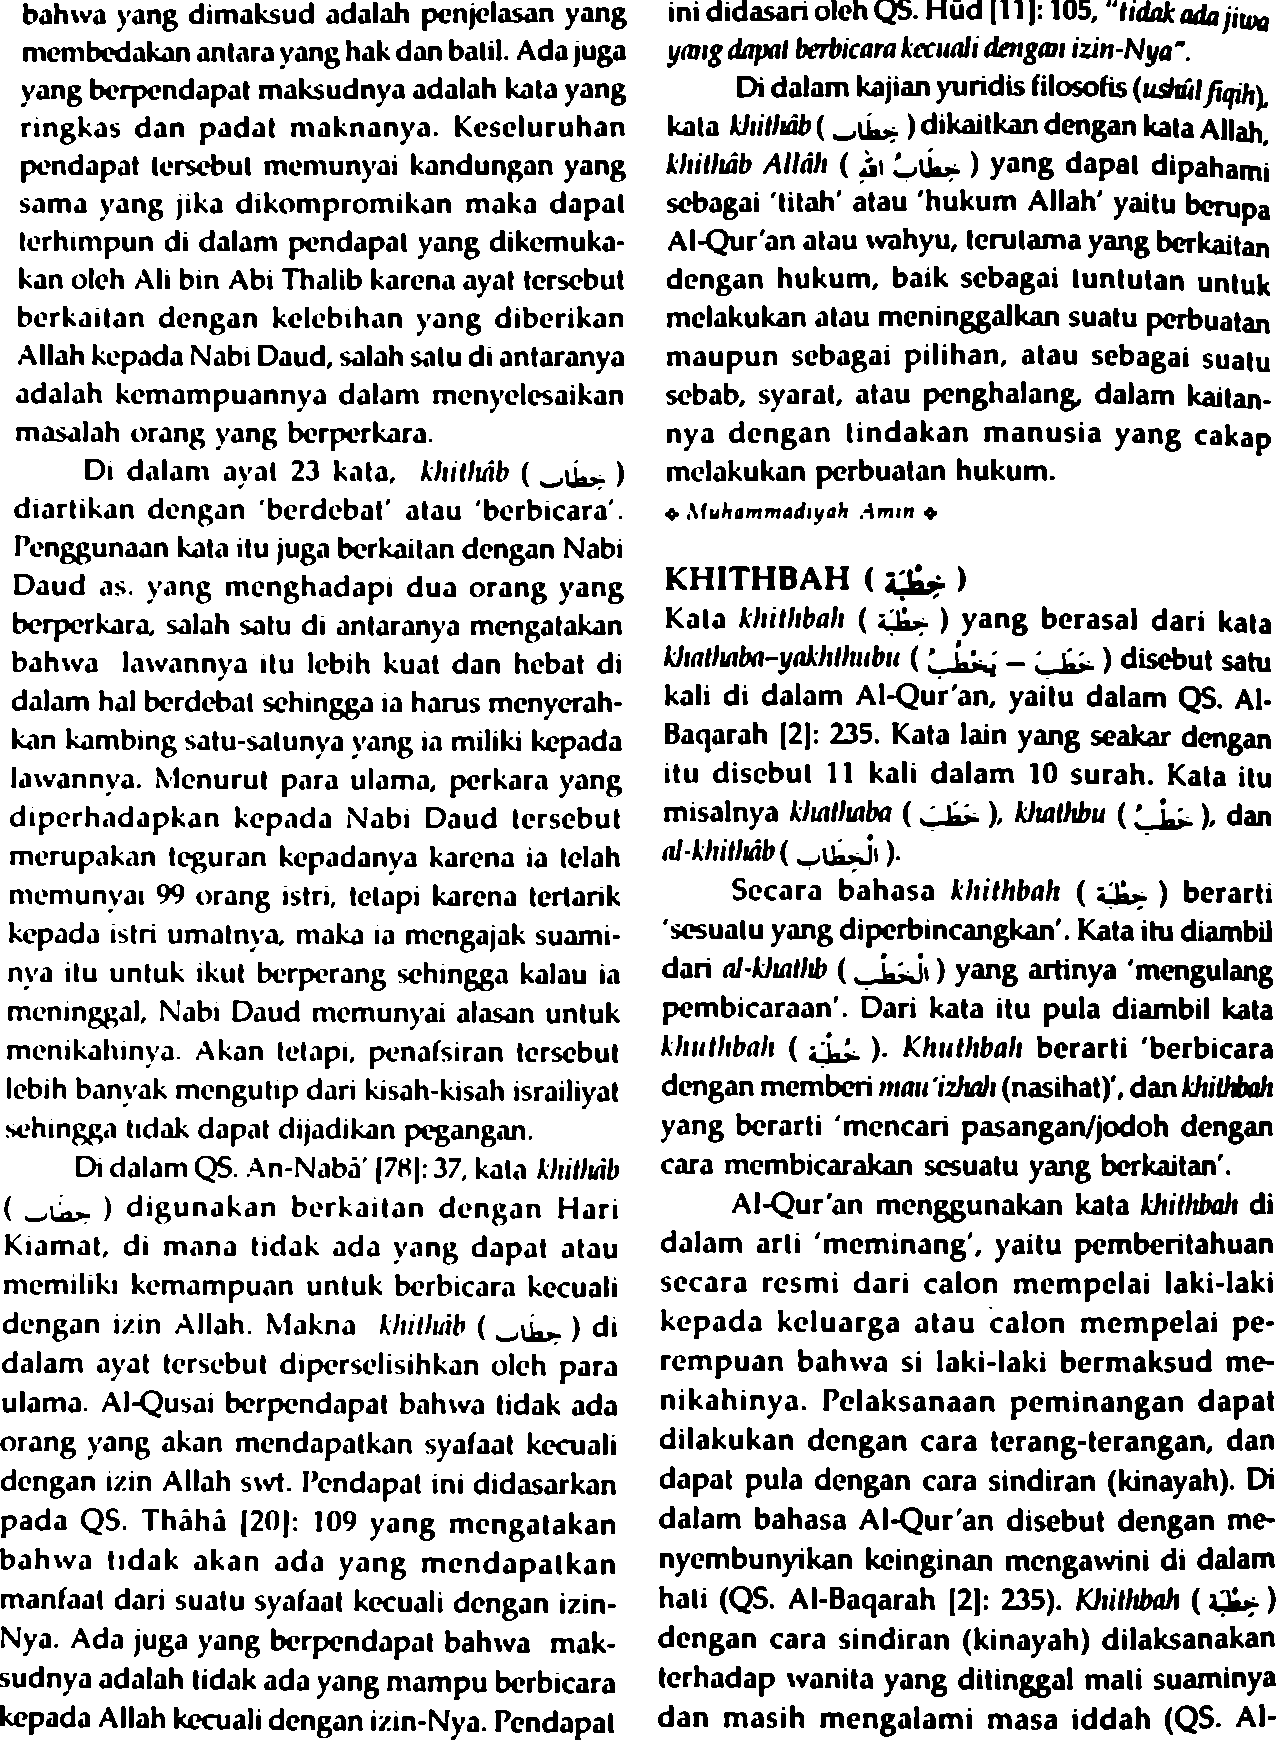 bahwa yang dimaksud adalah penjelasan yang
membedakan antara yang hak dan batil. Ada juga
yang berpendapat maksudnya adalah kata yang
ringkas dan padat maknanya. Keseluruhan
pendapat tersebut memunyai kandungan yang
sama yang jika dikompromikan maka dapat
terhimpun di dalam pendapat yang dikemuka-
kan oleh Ali bin Abi Thalib karena ayat tersebut
berkaitan dengan kelebihan yang diberikan
Allah kepada Nabi Daud, salah satu di antaranya
adalah kemampuannya dalam menyelesaikan
masalah orang yang berperkara.
Di dalam ayat 23 kata, khithâb ( خِطَاب )
diartikan dengan ‘berdebat’ atau ‘berbicara’.
Penggunaan kata itu juga berkaitan dengan Nabi
Daud as. yang menghadapi dua orang yang
berperkara, salah satu di antaranya mengatakan
bahwa lawannya itu lebih kuat dan hebat di
dalam hal berdebat sehingga ia harus menyerah-
kan kambing satu-satunya yang ia miliki kepada
lawannya. Menurut para ulama, perkara yang
diperhadapkan kepada Nabi Daud tersebut
merupakan teguran kepadanya karena ia telah
memunyai 99 orang istri, tetapi karena tertarik
kepada istri umatnya, maka ia mengajak suami-
nya itu untuk ikut berperang sehingga kalau ia
meninggal, Nabi Daud memunyai alasan untuk
menikahinya. Akan tetapi, penafsiran tersebut
lebih banyak mengutip dari kisah-kisah israiliyat
sehingga tidak dapat dijadikan pegangan.
Di dalam QS. An-Nabâ’ [78]: 37, kata khithâb
( خِطَاب ) digunakan berkaitan dengan Hari
Kiamat, di mana tidak ada yang dapat atau
memiliki kemampuan untuk berbicara kecuali
dengan izin Allah. Makna khithâb ( خِطَاب ) di
dalam ayat tersebut diperselisihkan oleh para
ulama. Al-Qusai berpendapat bahwa tidak ada
orang yang akan mendapatkan syafaat kecuali
dengan izin Allah swt. Pendapat ini didasarkan
pada QS. Thâhâ [20]: 109 yang mengatakan
bahwa tidak akan ada yang mendapatkan
manfaat dari suatu syafaat kecuali dengan izin-
Nya. Ada juga yang berpendapat bahwa mak-
sudnya adalah tidak ada yang mampu berbicara
kepada Allah kecuali dengan izin-Nya. Pendapat
ini didasari oleh QS. Hûd [11]: 105, “tidak ada jiwa
yang dapat berbicara kecuali dengan izin-Nya”.
Di dalam kajian yuridis filosofis (ushûl fiqih),
kata khithâb ( خِطَاب ) dikaitkan dengan kata Allah,
khithâb Allâh ( خِطَابُ الله ) yang dapat dipahami
sebagai ‘titah’ atau ‘hukum Allah’ yaitu berupa
Al-Qur’an atau wahyu, terutama yang berkaitan
dengan hukum, baik sebagai tuntutan untuk
melakukan atau meninggalkan suatu perbuatan
maupun sebagai pilihan, atau sebagai suatu
sebab, syarat, atau penghalang, dalam kaitan-
nya dengan tindakan manusia yang cakap
melakukan perbuatan hukum.
❖ Muhammadiyah Amin ❖
KHITHBAH ( خِطْبَة )
Kata khithbah ( خِطْبَة ) yang berasal dari kata
khathaba–yakhthubu ( خَطَبَ – يَخْطُبُ ) disebut satu
kali di dalam Al-Qur’an, yaitu dalam QS. Al-
Baqarah [2]: 235. Kata lain yang seakar dengan
itu disebut 11 kali dalam 10 surah. Kata itu
misalnya khathaba ( خَطَبَ ), khathbu ( خَطْبُ ), dan
al-khithâb ( الْخِطَاب ).
Secara bahasa khithbah ( خِطْبَة ) berarti
‘sesuatu yang diperbincangkan’. Kata itu diambil
dari al-khathb ( الْخَطْب ) yang artinya ‘mengulang
pembicaraan’. Dari kata itu pula diambil kata
khuthbah ( خُطْبَة ). Khuthbah berarti ‘berbicara
dengan memberi mau‘izhah (nasihat)’, dan khithbah
yang berarti ‘mencari pasangan/jodoh dengan
cara membicarakan sesuatu yang berkaitan’.
Al-Qur’an menggunakan kata khithbah di
dalam arti ‘meminang’, yaitu pemberitahuan
secara resmi dari calon mempelai laki-laki
kepada keluarga atau calon mempelai pe-
rempuan bahwa si laki-laki bermaksud me-
nikahinya. Pelaksanaan peminangan dapat
dilakukan dengan cara terang-terangan, dan
dapat pula dengan cara sindiran (kinayah). Di
dalam bahasa Al-Qur’an disebut dengan me-
nyembunyikan keinginan mengawini di dalam
hati (QS. Al-Baqarah [2]: 235). Khithbah ( خِطْبَة )
dengan cara sindiran (kinayah) dilaksanakan
terhadap wanita yang ditinggal mati suaminya
dan masih mengalami masa iddah (QS. Al-